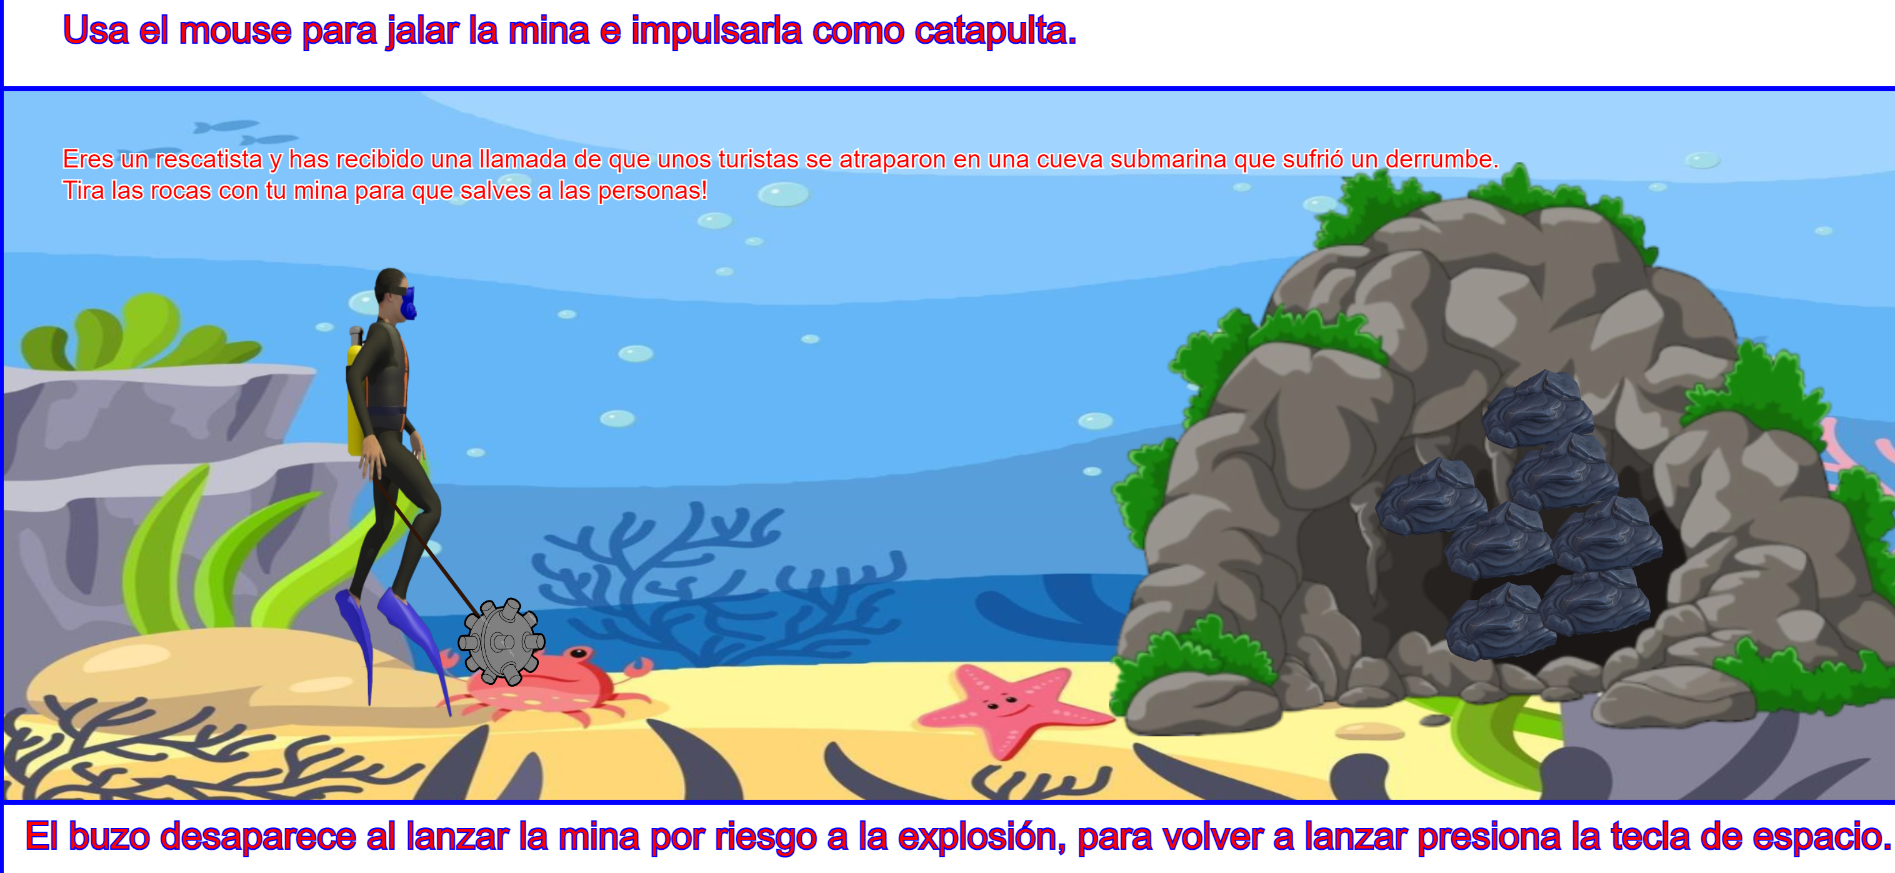 Usa el mouse para jalar la mina e impulsarla como catapulta.
Eres un rescatista y has recibido una llamada de que unos turistas se atraparon en una cueva submarina que sufrió un derrumbe.
Tira las rocas con tu mina para que salves a las personas!
El buzo desaparece al lanzar la mina por riesgo a la explosión, para volver a lanzar presiona la tecla de espacio.